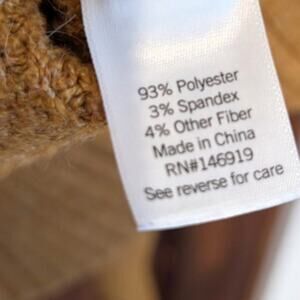 93% Polyester
3% Spandex
4% Other Fiber
Made in China
RN#146919
See reverse for care